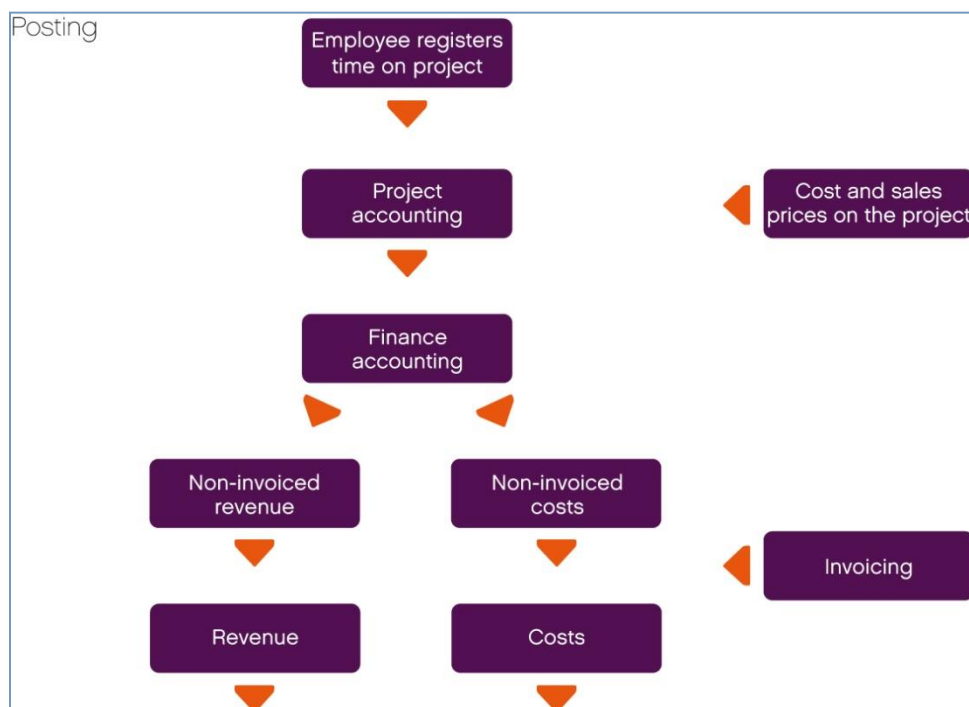 Posting
Employee registers
time on project
Project
accounting
Cost and sales
prices on the project
Finance
accounting
Non-invoiced
revenue
Non-invoiced
costs
Invoicing
Revenue
Costs